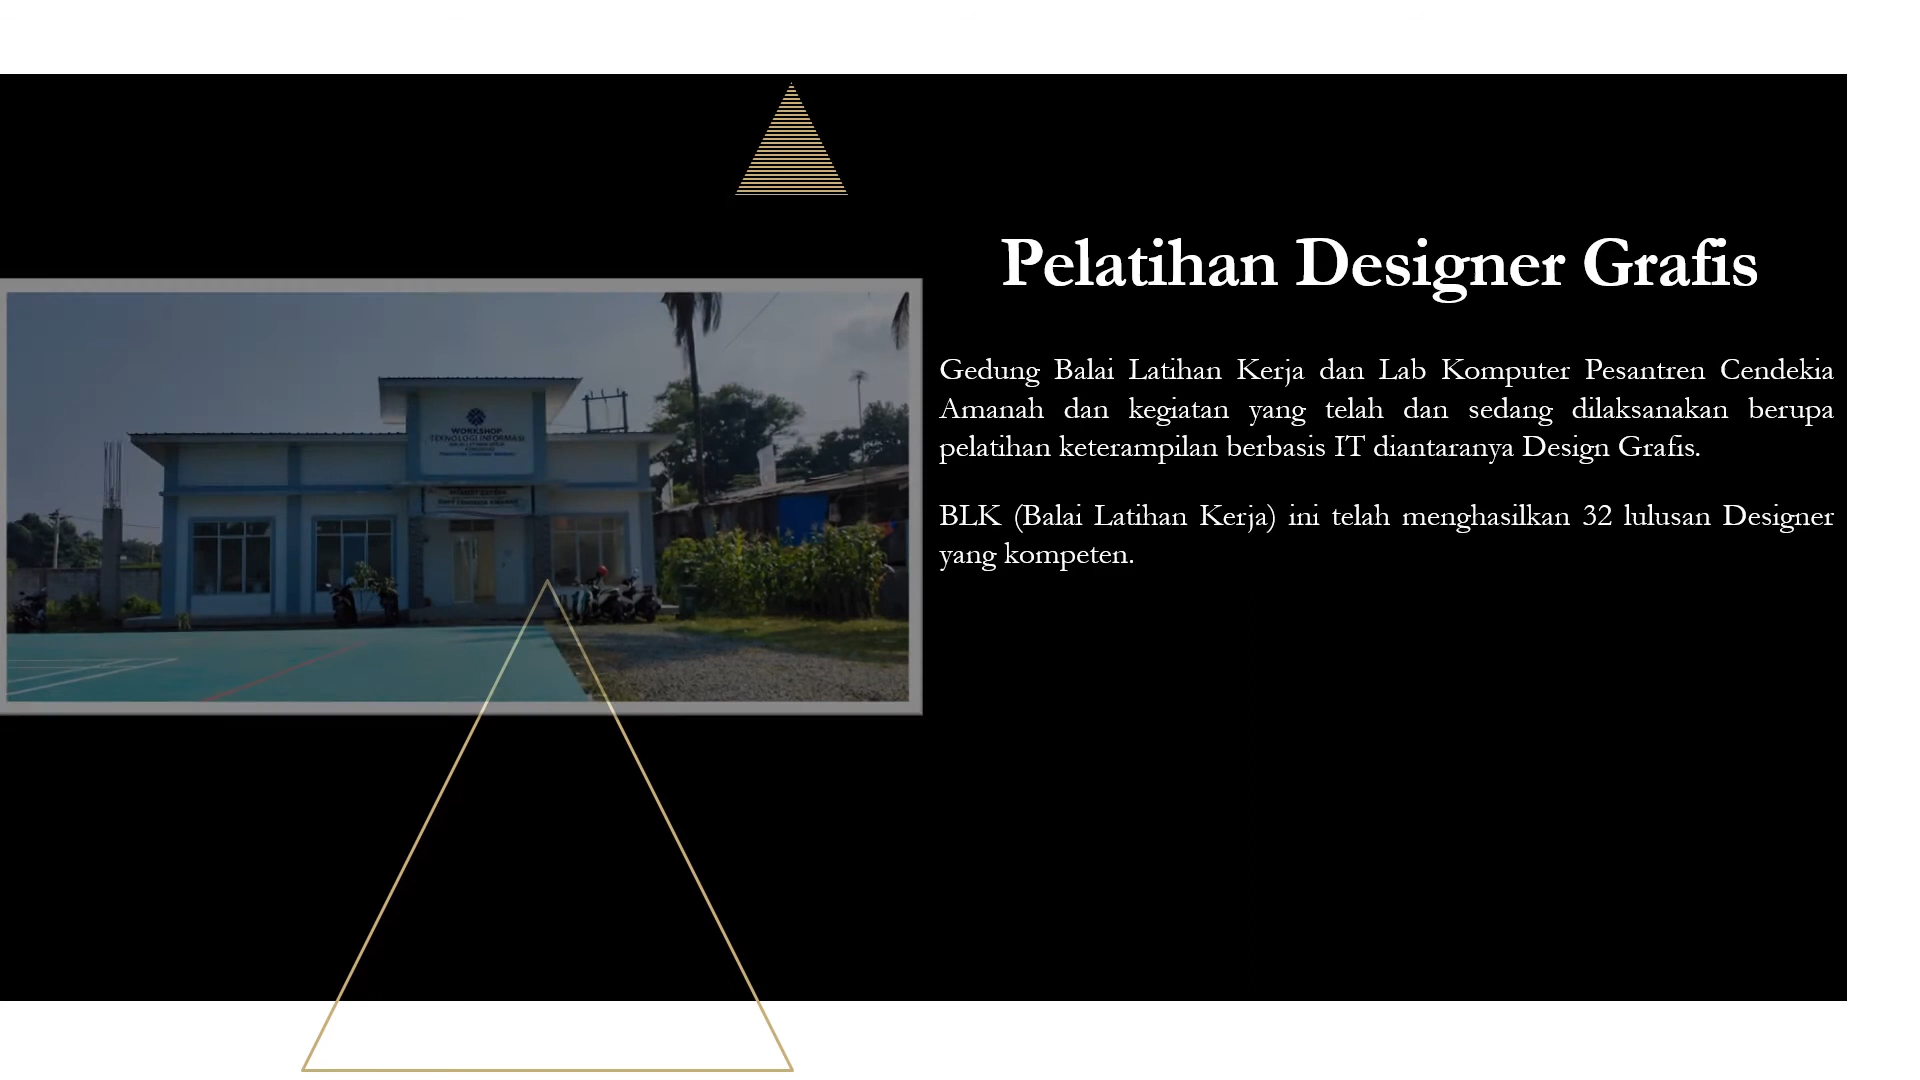 Pelatihan Designer Grafis
Gedung Balai Latihan Kerja dan Lab Komputer Pesantren Cendekia
Amanah dan kegiatan yang telah dan sedang dilaksanakan berupa
pelatihan keterampilan berbasis IT diantaranya Design Grafis.
BLK (Balai Latihan Kerja) ini telah menghasilkan 32 lulusan Designer
yang kompeten.
WORKSHOP
TEKNOLOGI INFORMASI